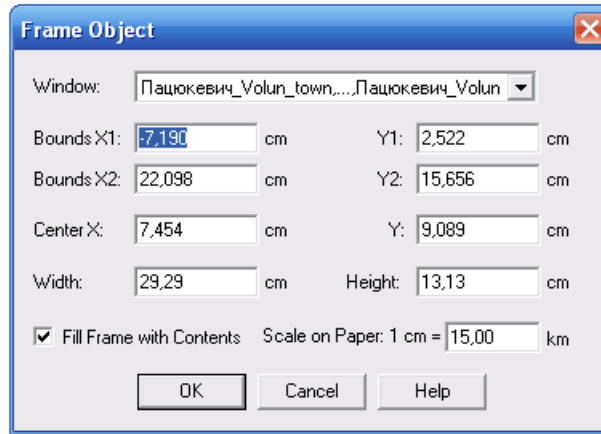 Frame Object
Window: Пацюкевич_Volun_town,...,Пацюкевич_Volun
Bounds X1: -7,190 cm Y1: 2,522 cm
Bounds X2: 22,098 cm Y2: 15,656 cm
Center X: 7,454 cm Y: 9,089 cm
Width: 29,29 cm Height: 13,13 cm
Fill Frame with Contents Scale on Paper: 1 cm = 15,00 km
OK Cancel Help